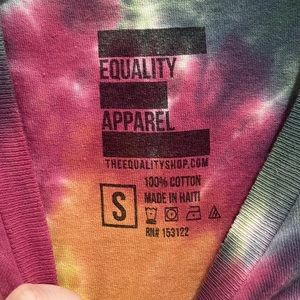 EQUALITY
APPAREL
THEEQUALITYSHOP.COM
S
100% COTTON
MADE IN HAITI
RN# 153122